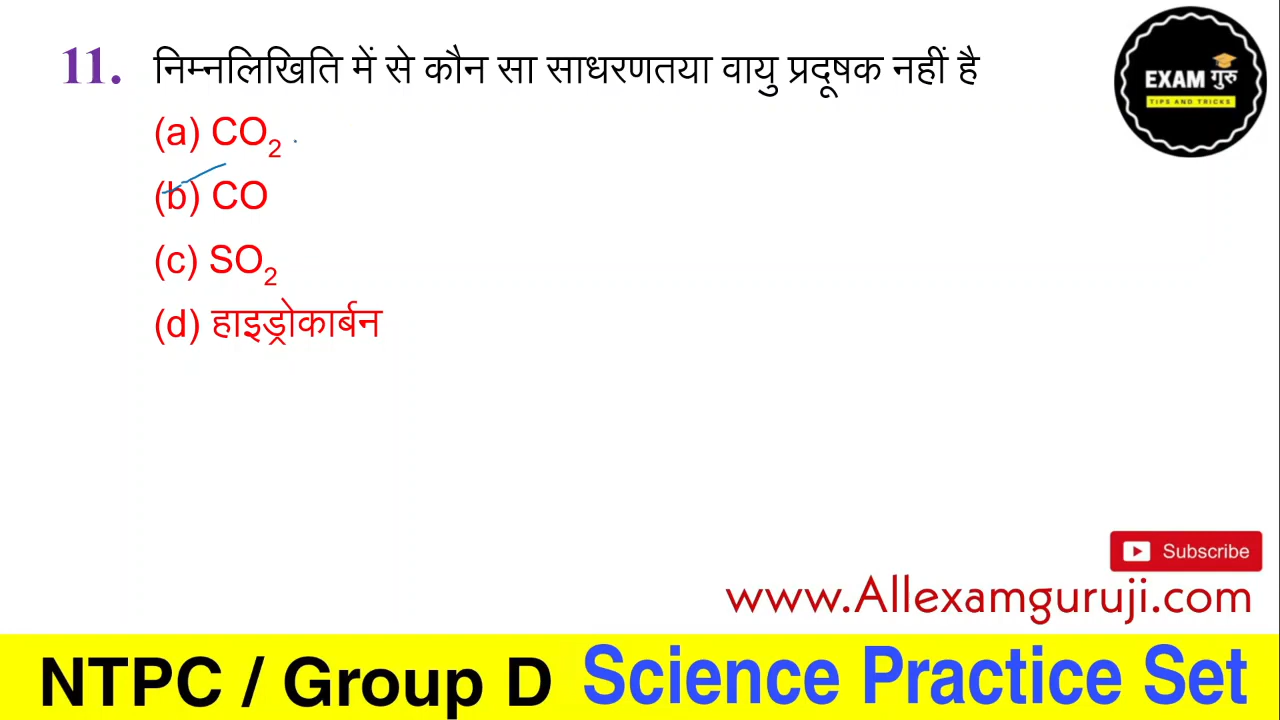 11. निम्नलिखिति में से कौन सा साधरणतया वायु प्रदूषक नहीं है
(a) CO₂
(b) CO
(c) SO₂
(d) हाइड्रोकार्बन
EXAM गुरु
TIPS AND TRICKS
Subscribe
www.Allexamguruji.com
NTPC / Group D Science Practice Set